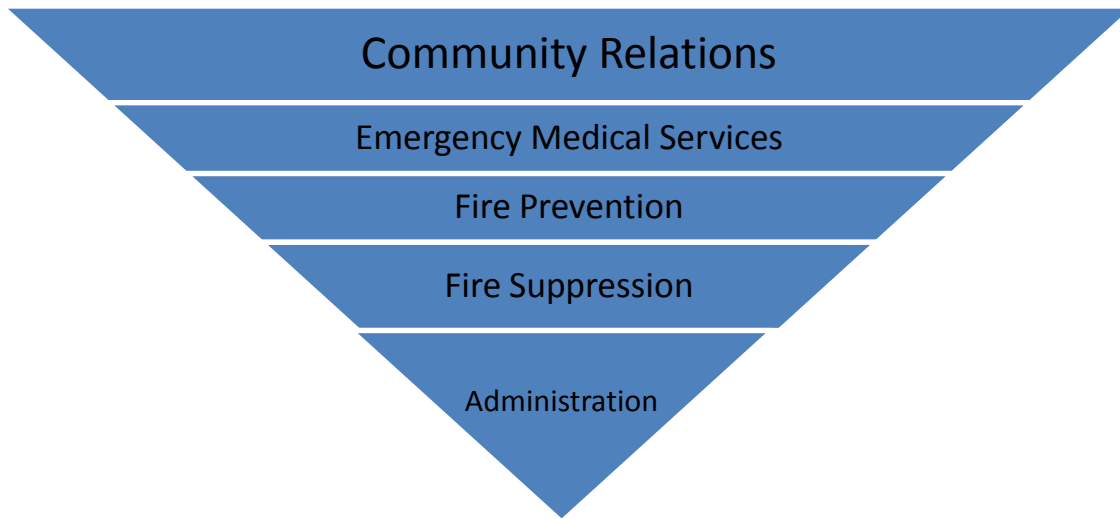 Community Relations
Emergency Medical Services
Fire Prevention
Fire Suppression
Administration